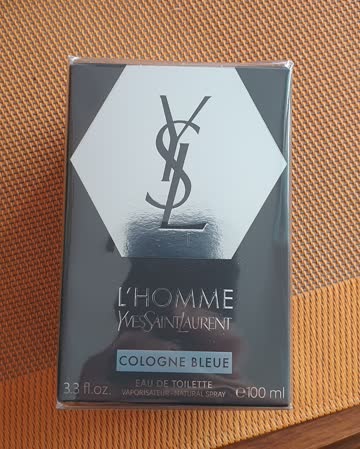 YSL
L'HOMME
YVESSAINTLAURENT
COLOGNE BLEUE
EAU DE TOILETTE
VAPORISATEUR-NATURAL SPRAY
3.3 fl.oz. ℮100 ml